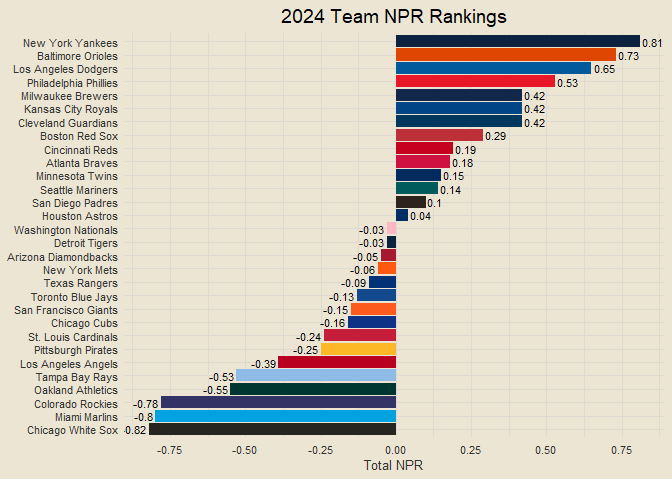 2024 Team NPR Rankings
New York Yankees 0.81
Baltimore Orioles 0.73
Los Angeles Dodgers 0.65
Philadelphia Phillies 0.53
Milwaukee Brewers 0.42
Kansas City Royals 0.42
Cleveland Guardians 0.42
Boston Red Sox 0.29
Cincinnati Reds 0.19
Atlanta Braves 0.18
Minnesota Twins 0.15
Seattle Mariners 0.14
San Diego Padres 0.1
Houston Astros 0.04
Washington Nationals -0.03
Detroit Tigers -0.03
Arizona Diamondbacks -0.05
New York Mets -0.06
Texas Rangers -0.09
Toronto Blue Jays -0.13
San Francisco Giants -0.15
Chicago Cubs -0.16
St. Louis Cardinals -0.24
Pittsburgh Pirates -0.25
Los Angeles Angels -0.39
Tampa Bay Rays -0.53
Oakland Athletics -0.55
Colorado Rockies -0.78
Miami Marlins -0.8
Chicago White Sox -0.82
-0.75 -0.50 -0.25 0.00 0.25 0.50 0.75
Total NPR